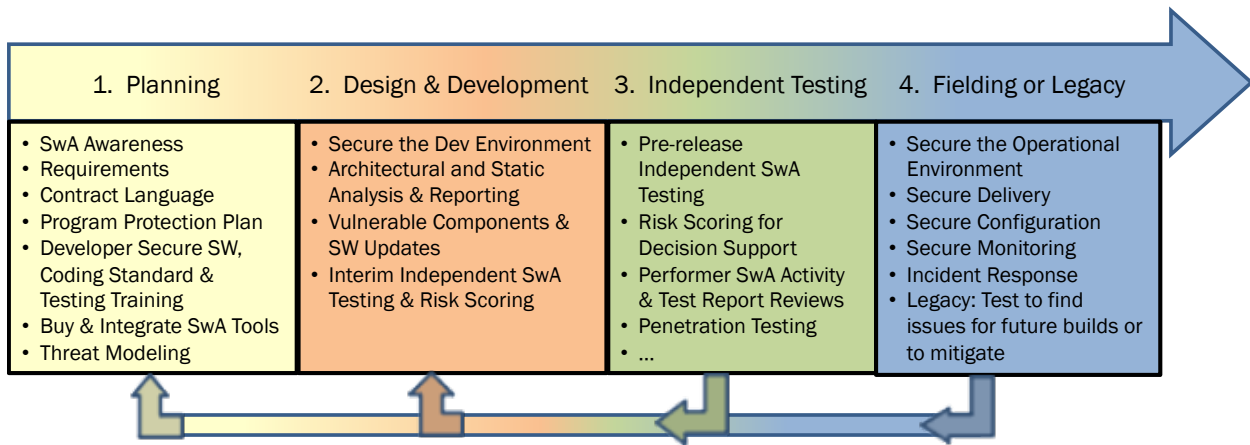 1. Planning
2. Design & Development
3. Independent Testing
4. Fielding or Legacy
• SwA Awareness
• Requirements
• Contract Language
• Program Protection Plan
• Developer Secure SW,
Coding Standard &
Testing Training
• Buy & Integrate SwA Tools
• Threat Modeling
• Secure the Dev Environment
• Architectural and Static
Analysis & Reporting
• Vulnerable Components &
SW Updates
• Interim Independent SwA
Testing & Risk Scoring
• Pre-release
Independent SwA
Testing
• Risk Scoring for
Decision Support
• Performer SwA Activity
& Test Report Reviews
• Penetration Testing
• ...
• Secure the Operational
Environment
• Secure Delivery
• Secure Configuration
• Secure Monitoring
• Incident Response
• Legacy: Test to find
issues for future builds or
to mitigate